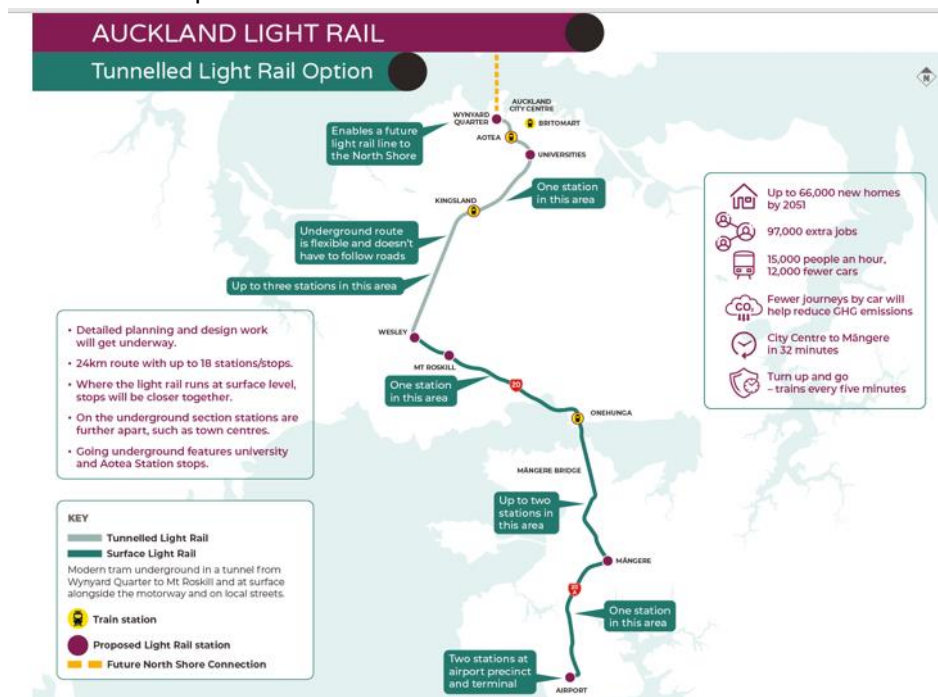 AUCKLAND LIGHT RAIL
Tunnelled Light Rail Option
N
AUCKLAND
CITY CENTRE
WYNYARD
QUARTER
BRITOMART
AOTEA
UNIVERSITIES
Enables a future
light rail line to
the North Shore
One station
in this area
KINGSLAND
Underground route
is flexible and doesn't
have to follow roads
Up to three stations in this area
Up to 66,000 new homes
by 2051
97,000 extra jobs
15,000 people an hour,
12,000 fewer cars
CO2
Fewer journeys by car will
help reduce GHG emissions
City Centre to Māngere
in 32 minutes
Turn up and go
– trains every five minutes
• Detailed planning and design work
will get underway.
• 24km route with up to 18 stations/stops.
• Where the light rail runs at surface level,
stops will be closer together.
• On the underground section stations are
further apart, such as town centres.
• Going underground features university
and Aotea Station stops.
WESLEY
MT ROSKILL
One station
in this area
20
ONEHUNGA
MĀNGERE BRIDGE
Up to two
stations in
this area
MĀNGERE
20
A
One station
in this area
Two stations at
airport precinct
and terminal
AIRPORT
KEY
Tunnelled Light Rail
Surface Light Rail
Modern tram underground in a tunnel from
Wynyard Quarter to Mt Roskill and at surface
alongside the motorway and on local streets.
Train station
Proposed Light Rail station
Future North Shore Connection